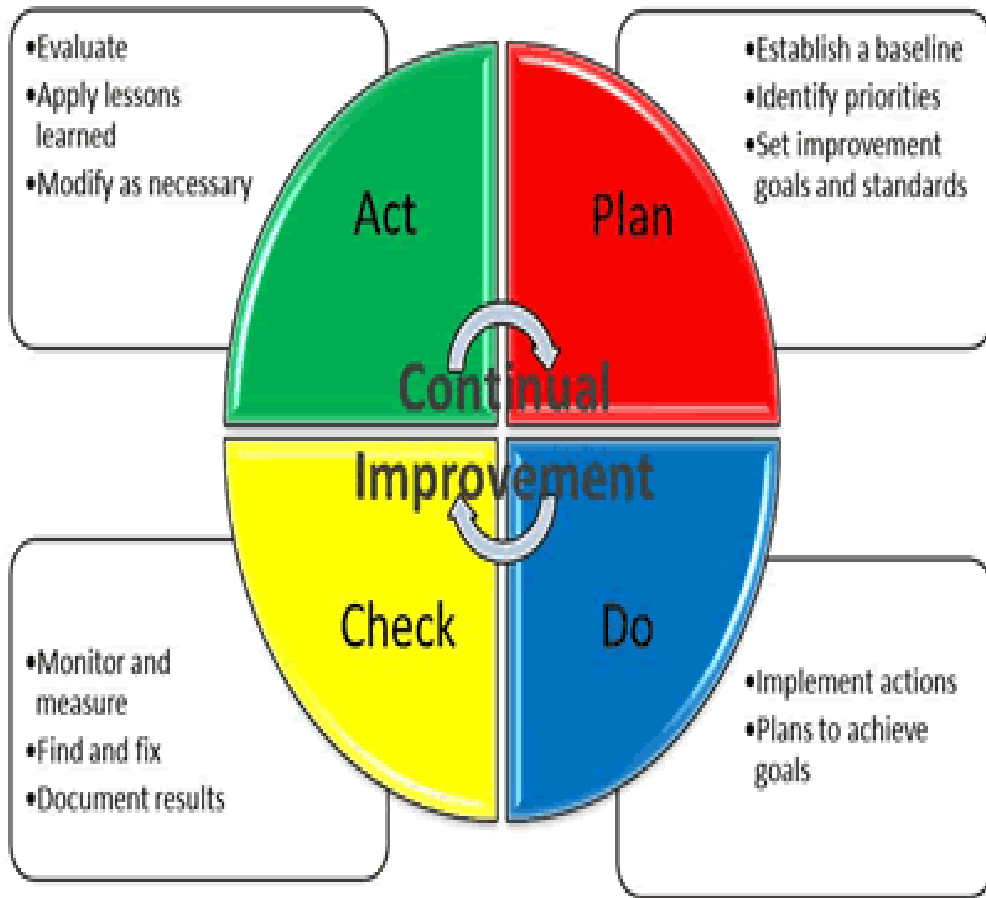 •Evaluate
•Apply lessons
learned
•Modify as necessary
•Establish a baseline
•Identify priorities
•Set improvement
goals and standards
Act
Plan
Continual
Improvement
Check
Do
•Monitor and
measure
•Find and fix
•Document results
•Implement actions
•Plans to achieve
goals